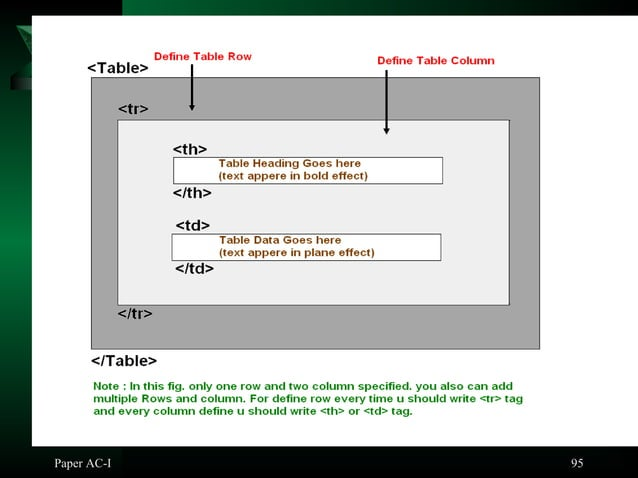 Define Table Row
Define Table Column
<Table>
<tr>
<th>
Table Heading Goes here
(text appere in bold effect)
</th>
<td>
Table Data Goes here
(text appere in plane effect)
</td>
</tr>
</Table>
Note : In this fig. only one row and two column specified. you also can add
multiple Rows and column. For define row every time u should write <tr> tag
and every column define u should write <th> or <td> tag.
Paper AC-I
95